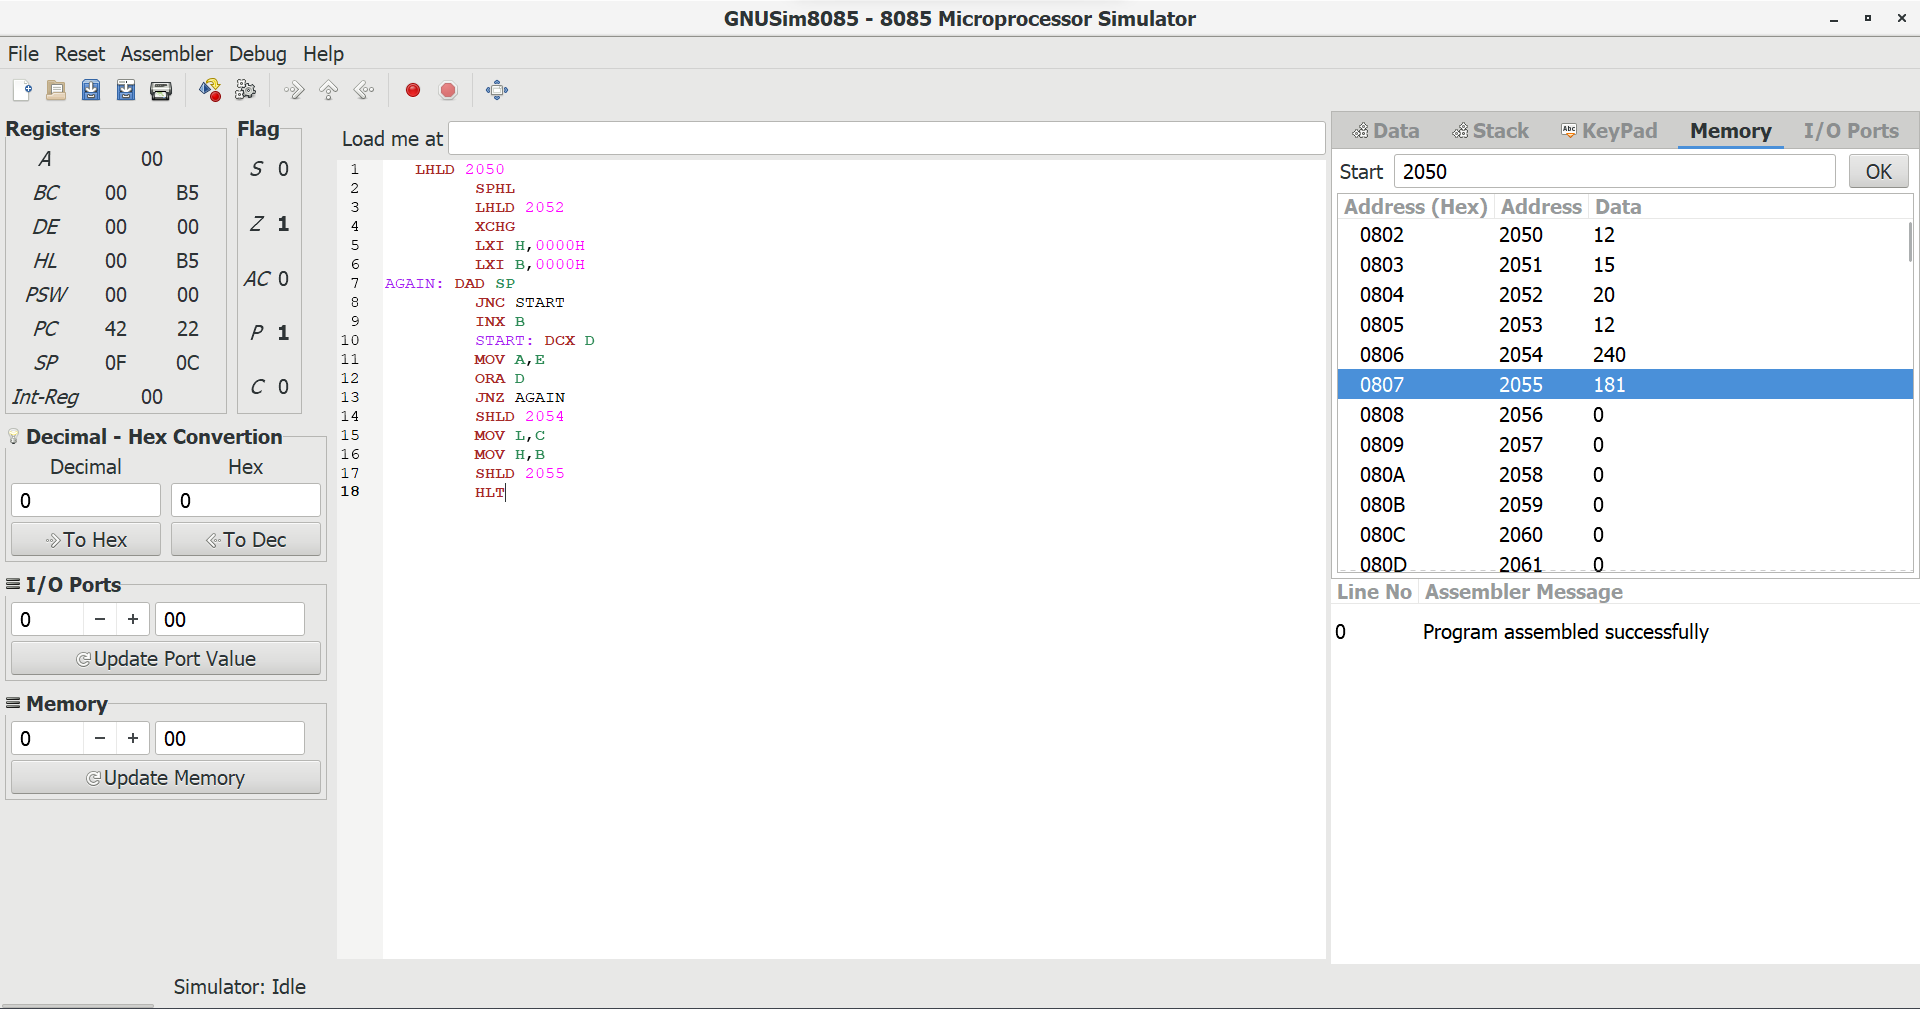 GNUSim8085 - 8085 Microprocessor Simulator
File Reset Assembler Debug Help
Registers
A 00
BC 00 B5
DE 00 00
HL 00 B5
PSW 00 00
PC 42 22
SP 0F 0C
Int-Reg 00
Flag
S 0
Z 1
AC 0
P 1
C 0
Decimal - Hex Convertion
Decimal Hex
0 0
To Hex To Dec
I/O Ports
0 - + 00
Update Port Value
Memory
0 - + 00
Update Memory
Load me at
1 LHLD 2050
2 SPHL
3 LHLD 2052
4 XCHG
5 LXI H,0000H
6 LXI B,0000H
7 AGAIN: DAD SP
8 JNC START
9 INX B
10 START: DCX D
11 MOV A,E
12 ORA D
13 JNZ AGAIN
14 SHLD 2054
15 MOV L,C
16 MOV H,B
17 SHLD 2055
18 HLT
Data Stack Abc KeyPad Memory I/O Ports
Start 2050 OK
Address (Hex) Address Data
0802 2050 12
0803 2051 15
0804 2052 20
0805 2053 12
0806 2054 240
0807 2055 181
0808 2056 0
0809 2057 0
080A 2058 0
080B 2059 0
080C 2060 0
080D 2061 0
Line No Assembler Message
0 Program assembled successfully
Simulator: Idle